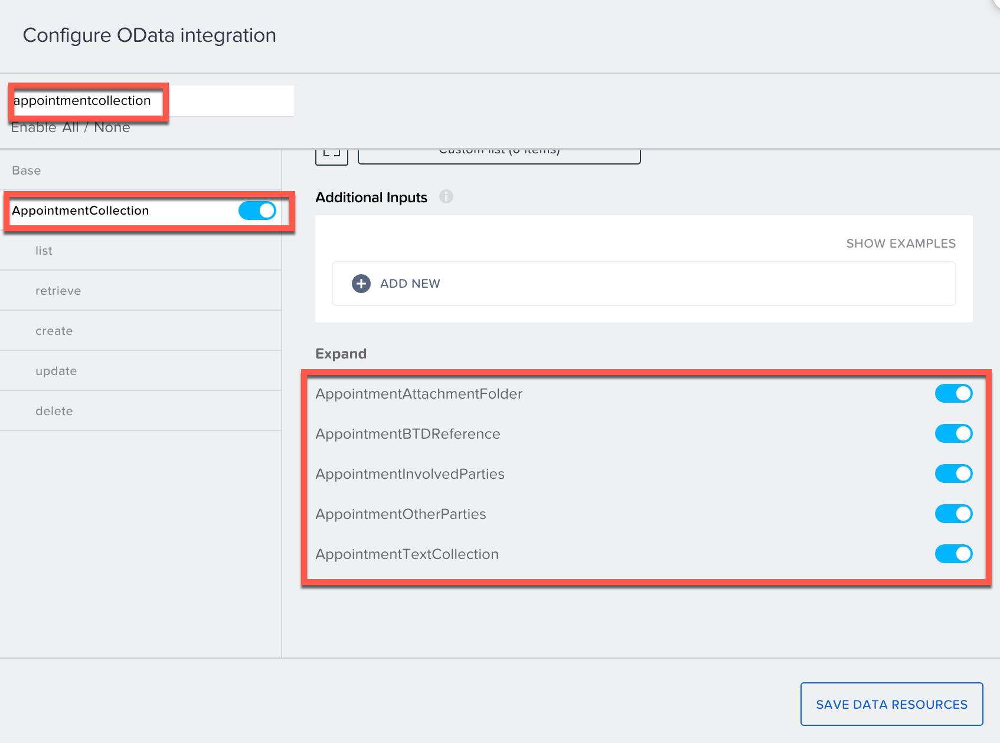 Configure OData integration
appointmentcollection
Enable All / None
Base
AppointmentCollection
list
retrieve
create
update
delete
Custom list (0 items)
Additional Inputs
SHOW EXAMPLES
ADD NEW
Expand
AppointmentAttachmentFolder
AppointmentBTDReference
AppointmentInvolvedParties
AppointmentOtherParties
AppointmentTextCollection
SAVE DATA RESOURCES